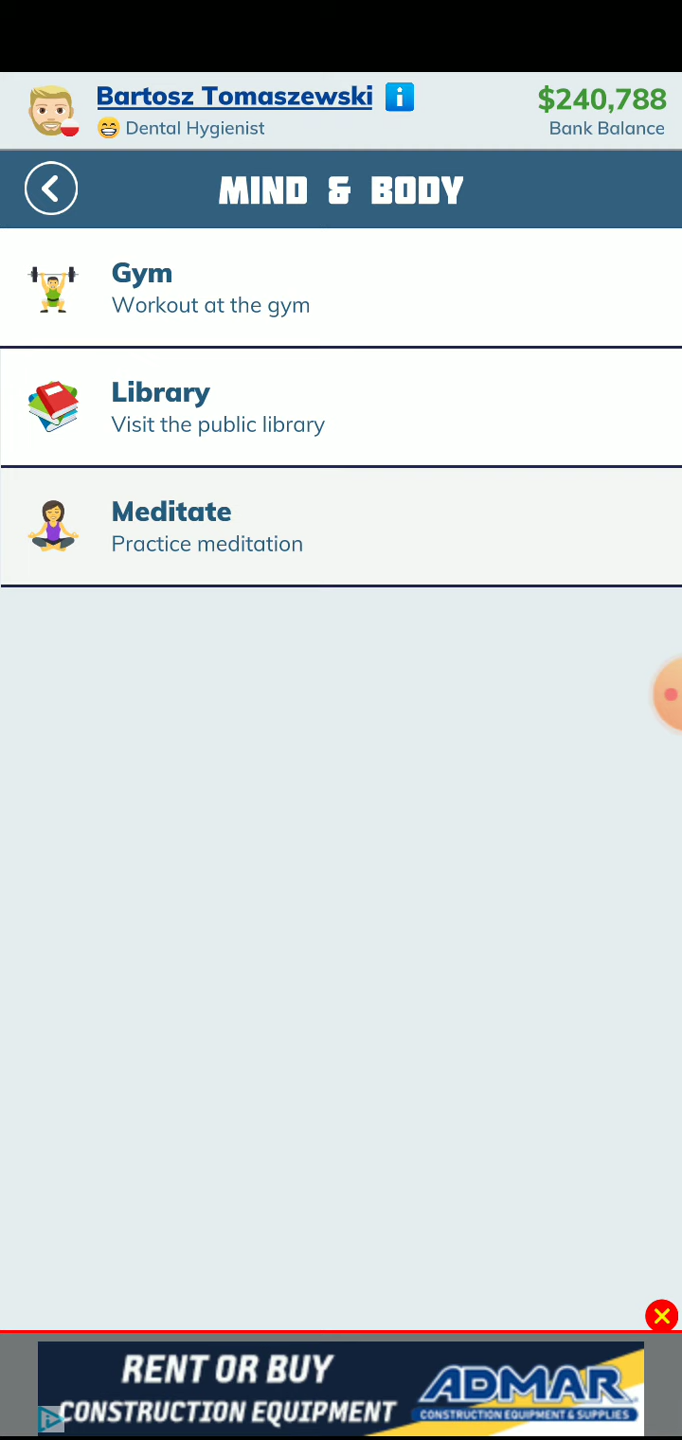 Bartosz Tomaszewski
$240,788
Dental Hygienist
Bank Balance
MIND & BODY
Gym
Workout at the gym
Library
Visit the public library
Meditate
Practice meditation
RENT OR BUY
CONSTRUCTION EQUIPMENT
ADMAR
CONSTRUCTION EQUIPMENT & SUPPLIES